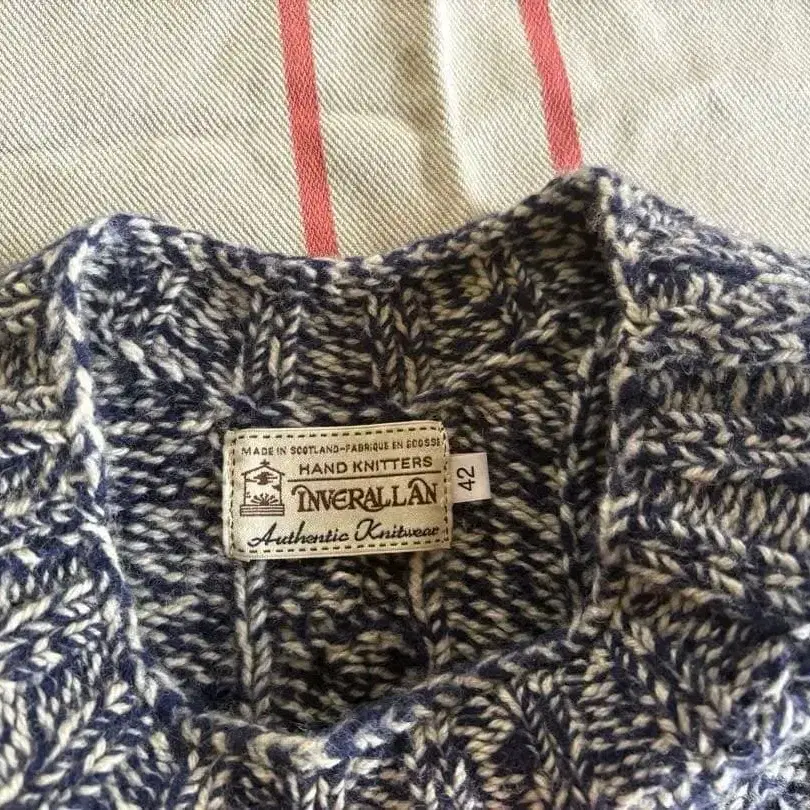 MADE IN SCOTLAND-FABRIQUE EN ECOSSE
HAND KNITTERS
INVERALLAN
Authentic Knitwear
42